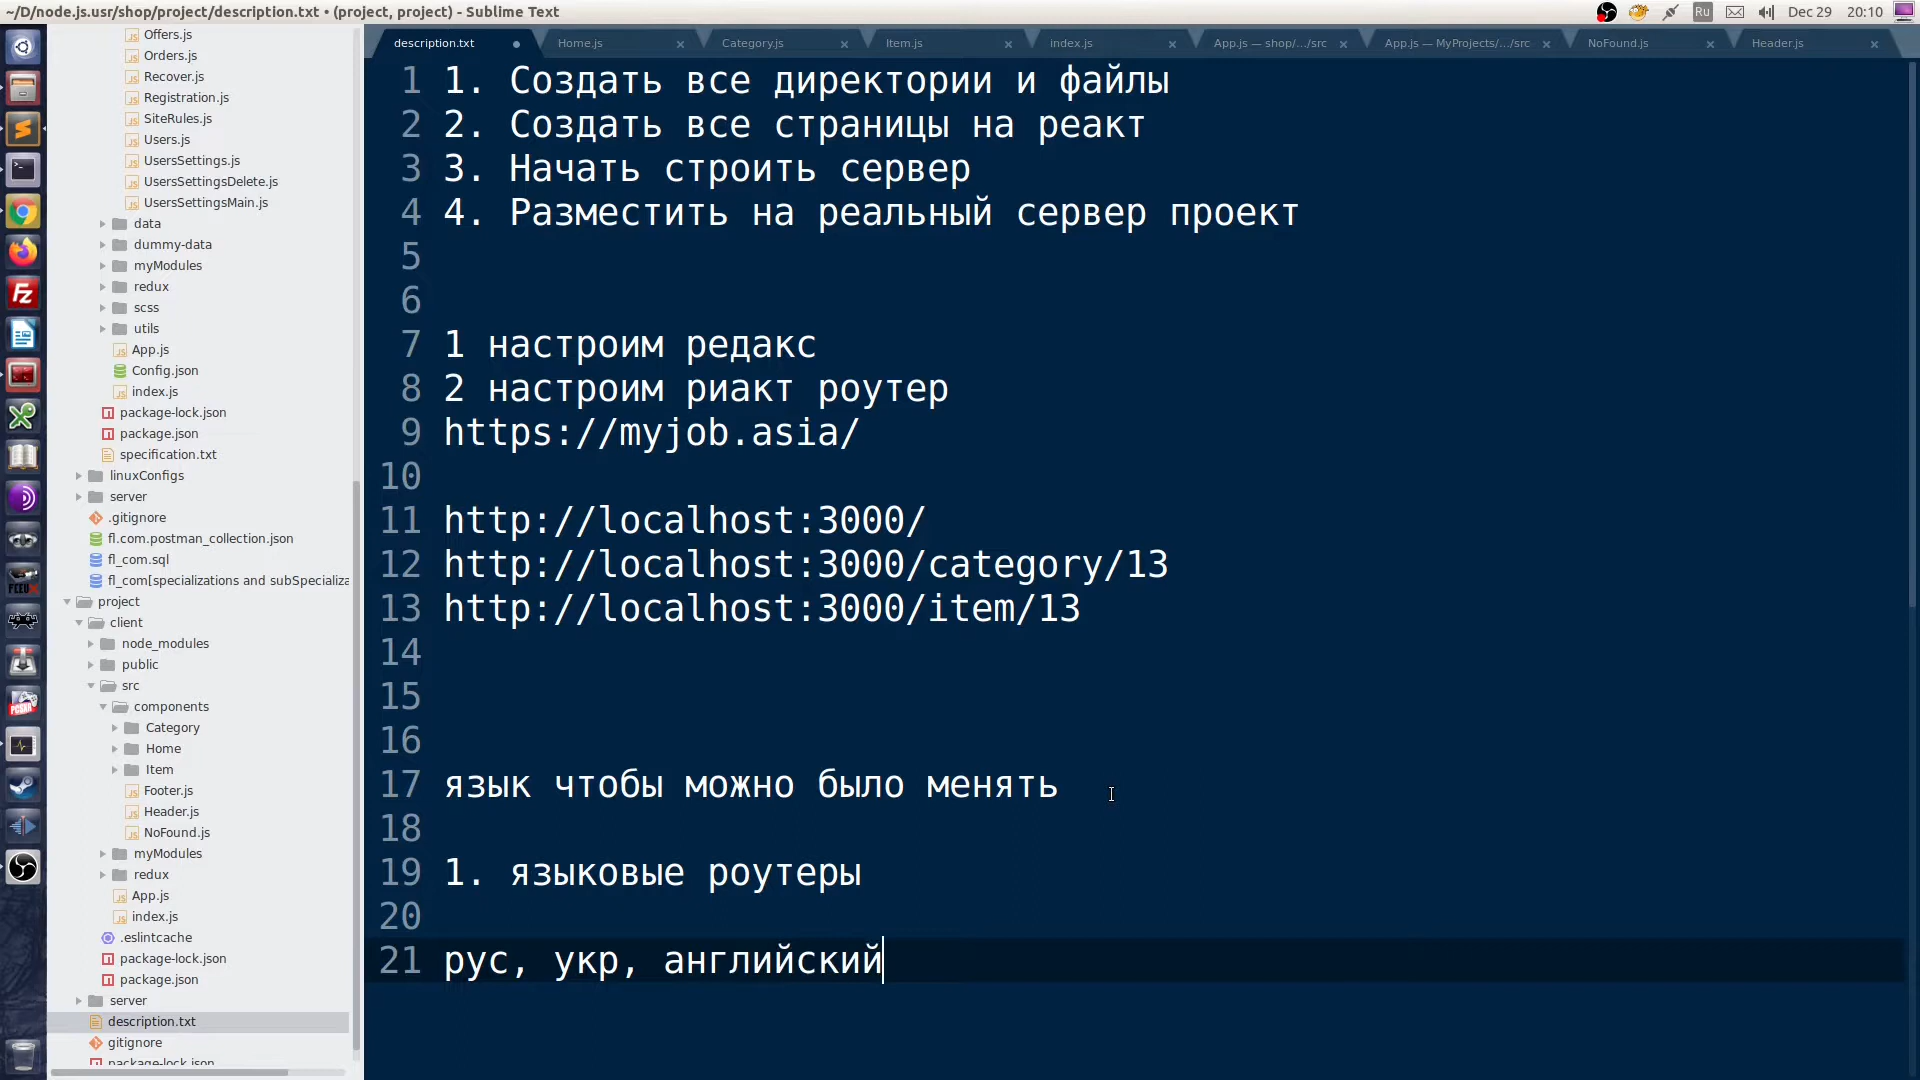 ~/D/node.js.usr/shop/project/description.txt • (project, project) - Sublime Text
Ru
Dec 29
20:10
description.txt
Home.js
Category.js
Item.js
index.js
App.js — shop/.../src
App.js — MyProjects/.../src
NoFound.js
Header.js
Offers.js
Orders.js
Recover.js
Registration.js
SiteRules.js
Users.js
UsersSettings.js
UsersSettingsDelete.js
UsersSettingsMain.js
data
dummy-data
myModules
redux
scss
utils
App.js
Config.json
index.js
package-lock.json
package.json
specification.txt
linuxConfigs
server
.gitignore
fl.com.postman_collection.json
fl_com.sql
fl_com[specializations and subSpecializa
project
client
node_modules
public
src
components
Category
Home
Item
Footer.js
Header.js
NoFound.js
myModules
redux
App.js
index.js
.eslintcache
package-lock.json
package.json
server
description.txt
gitignore
package-lock.json
1 1. Создать все директории и файлы
2 2. Создать все страницы на реакт
3 3. Начать строить сервер
4 4. Разместить на реальный сервер проект
5
6
7 1 настроим редакс
8 2 настроим риакт роутер
9 https://myjob.asia/
10
11 http://localhost:3000/
12 http://localhost:3000/category/13
13 http://localhost:3000/item/13
14
15
16
17 язык чтобы можно было менять
18
19 1. языковые роутеры
20
21 рус, укр, английский